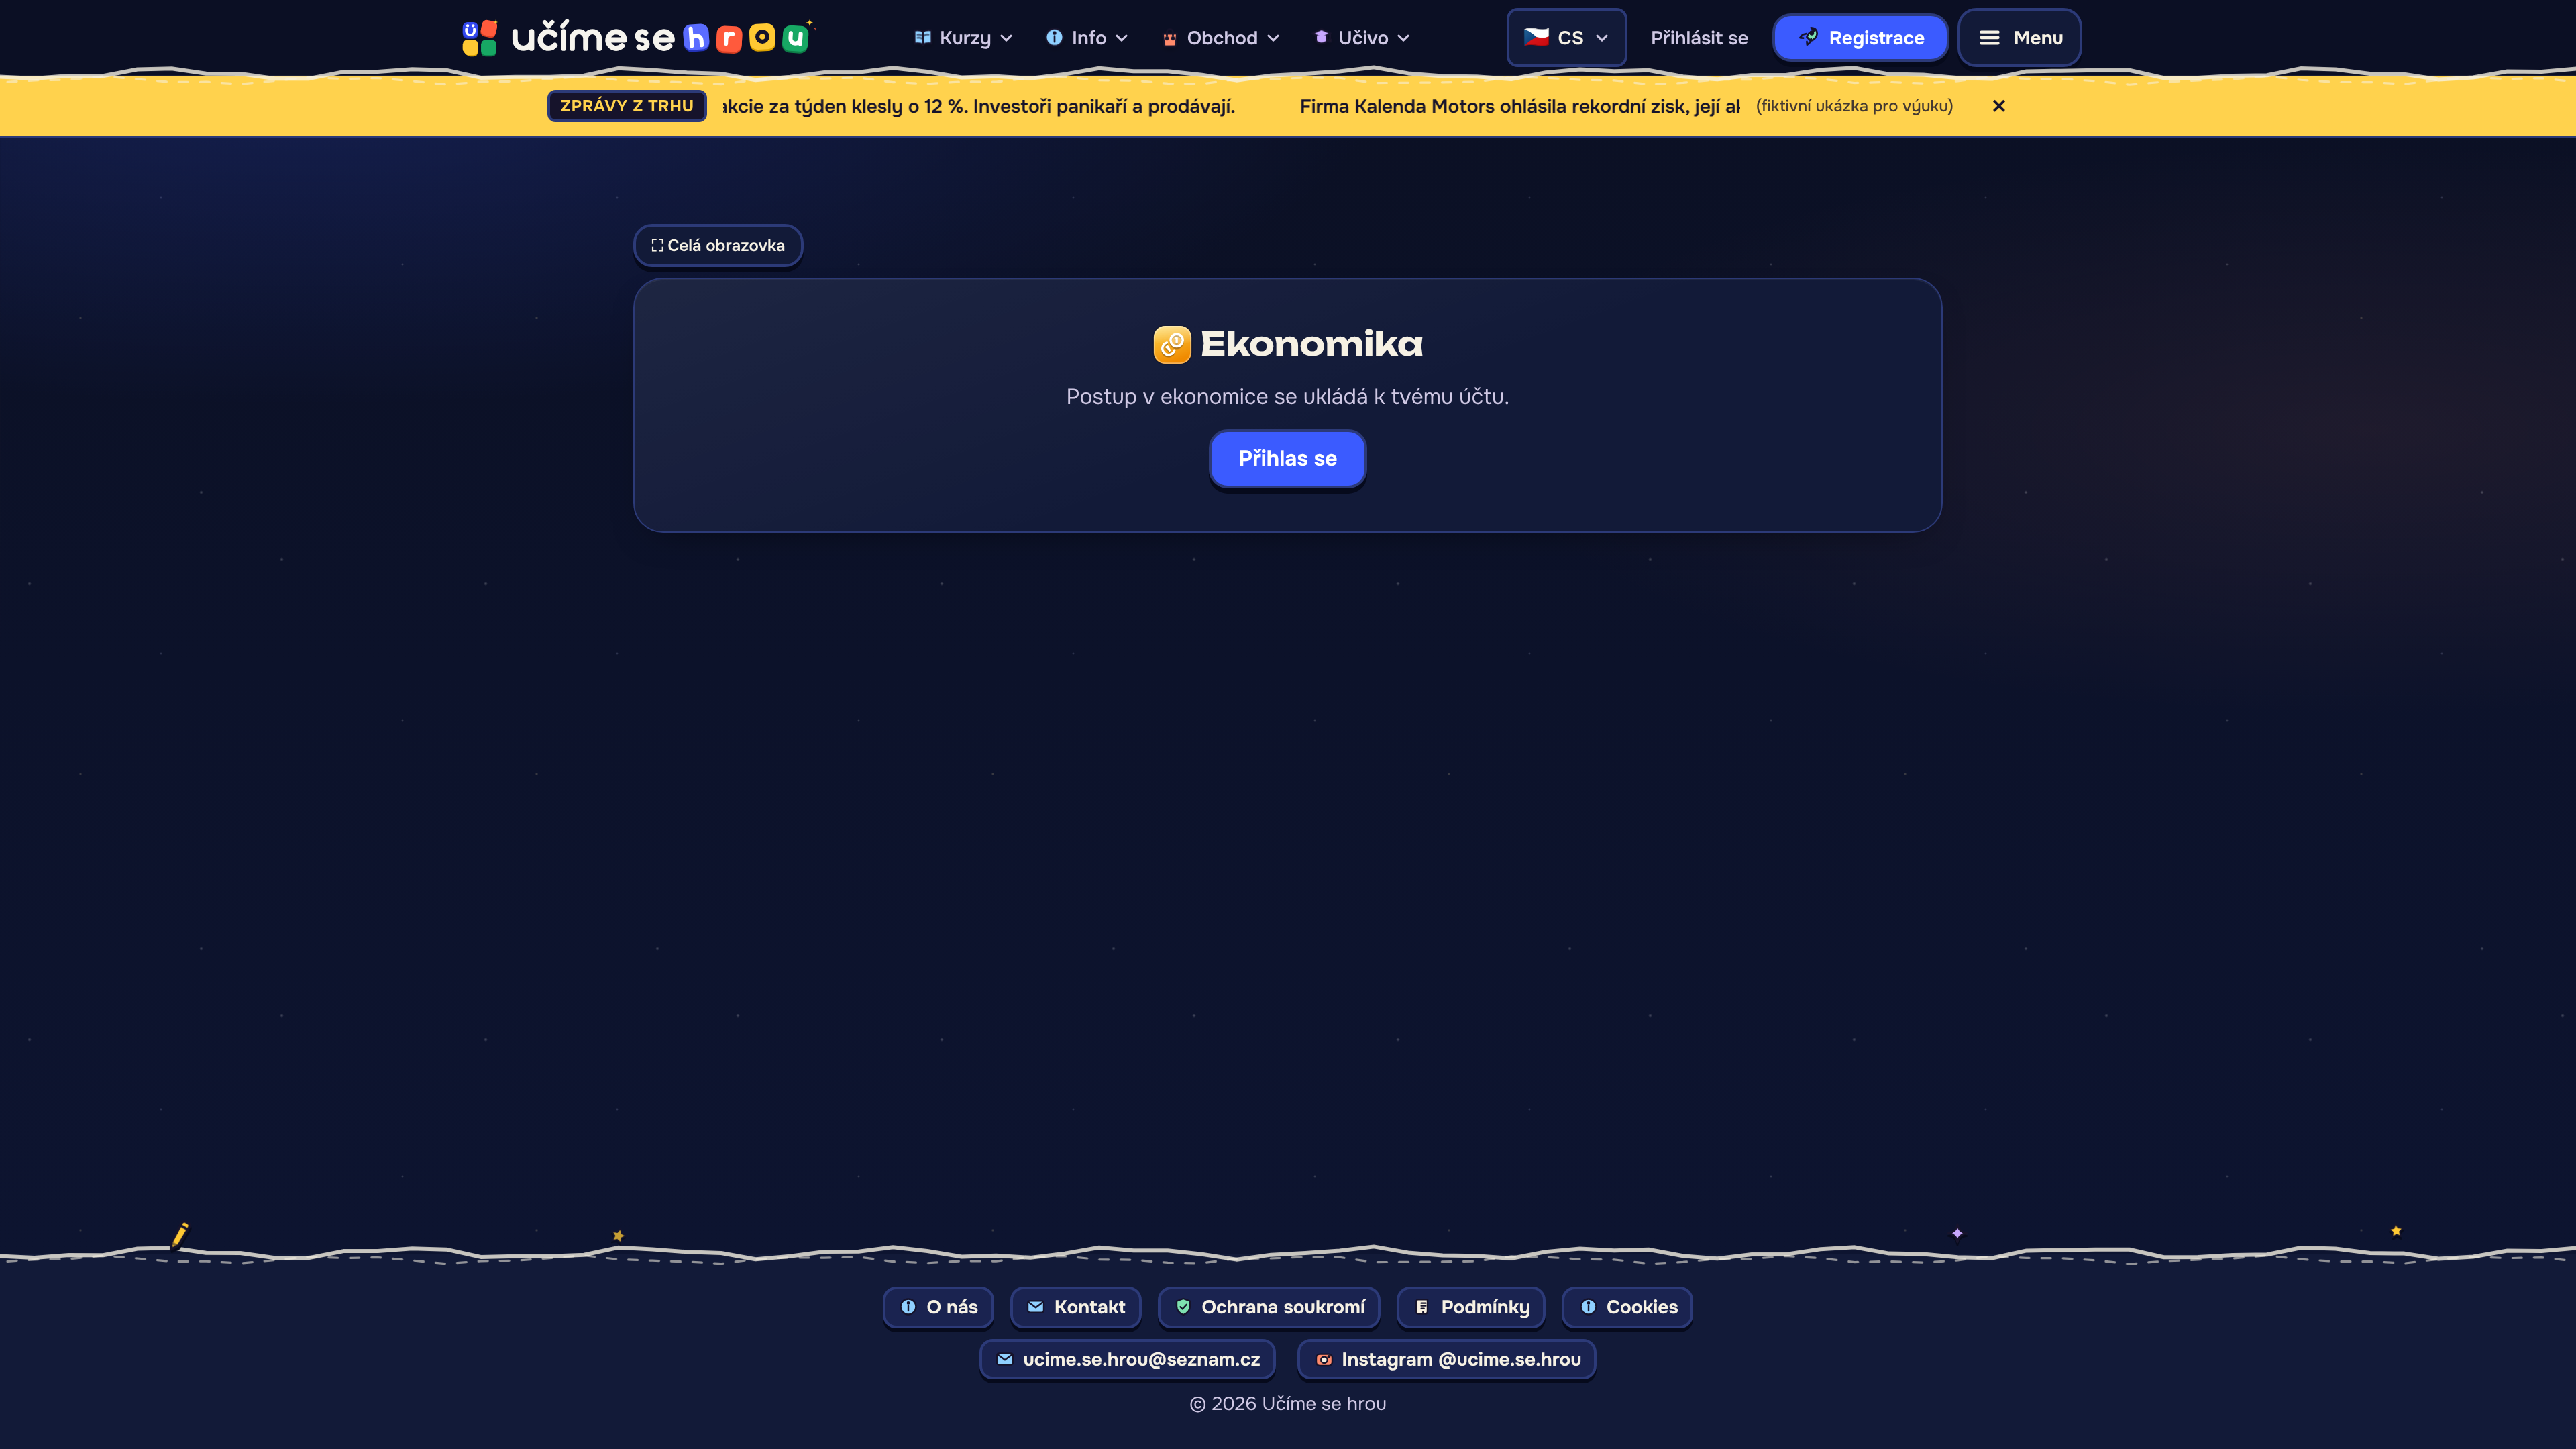 učíme se hrou
Kurzy
Info
Obchod
Učivo
CS
Přihlásit se
Registrace
Menu
ZPRÁVY Z TRHU
akcie za týden klesly o 12 %. Investoři panikaří a prodávají.
Firma Kalenda Motors ohlásila rekordní zisk, její
(fiktivní ukázka pro výuku)
Celá obrazovka
Ekonomika
Postup v ekonomice se ukládá k tvému účtu.
Přihlas se
O nás
Kontakt
Ochrana soukromí
Podmínky
Cookies
ucime.se.hrou@seznam.cz
Instagram @ucime.se.hrou
© 2026 Učíme se hrou